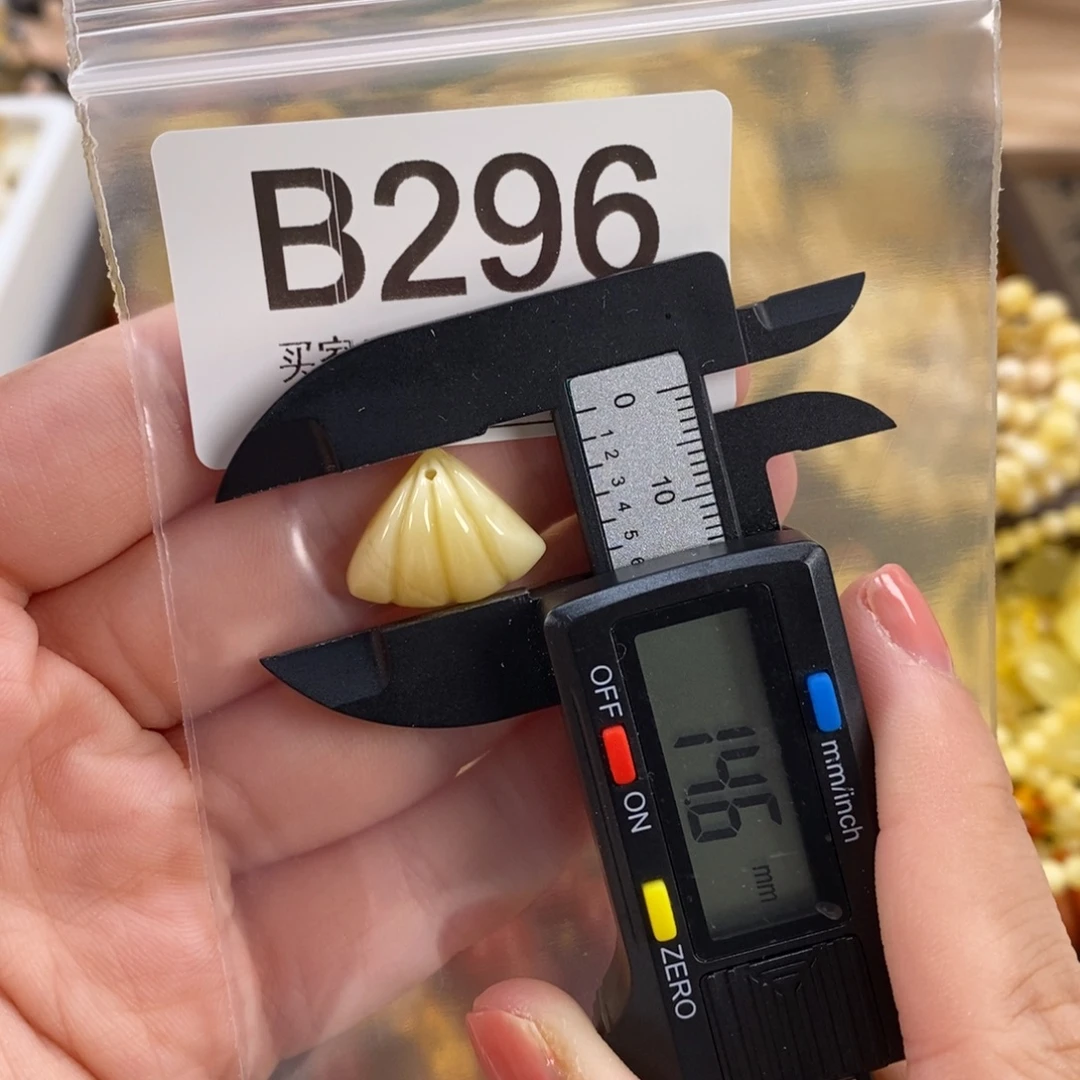 B296
买家
0
10
1 2 3 4 5 6
OFF
ON
ZERO
mm/inch
14.6 mm